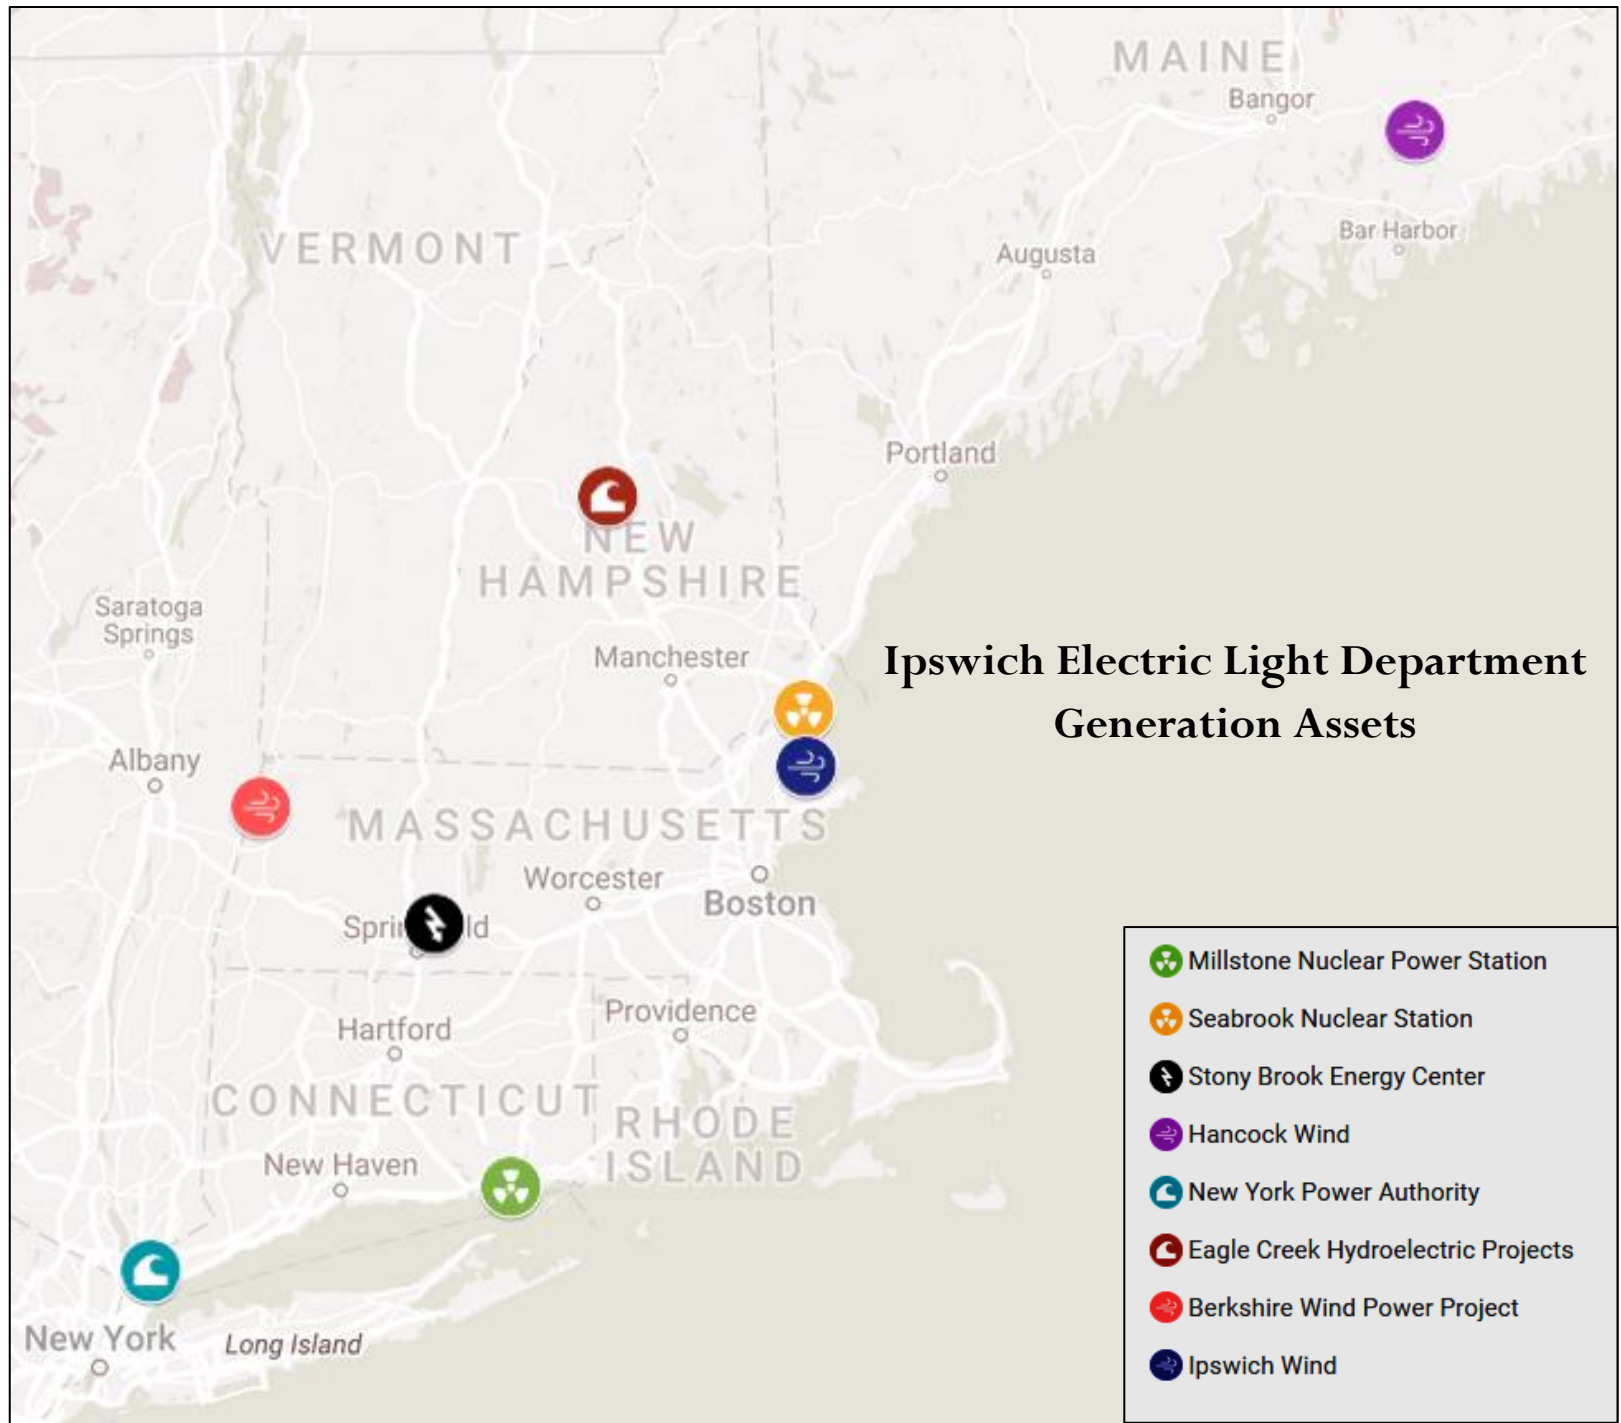 MAINE
Bangor
VERMONT
Bar Harbor
Augusta
Portland
NEW
HAMPSHIRE
Saratoga
Springs
Manchester
Ipswich Electric Light Department
Generation Assets
Albany
MASSACHUSETTS
Worcester
Boston
Sprin ld
Hartford
Providence
CONNECTICUT
RHODE
ISLAND
New Haven
New York
Long Island
Millstone Nuclear Power Station
Seabrook Nuclear Station
Stony Brook Energy Center
Hancock Wind
New York Power Authority
Eagle Creek Hydroelectric Projects
Berkshire Wind Power Project
Ipswich Wind